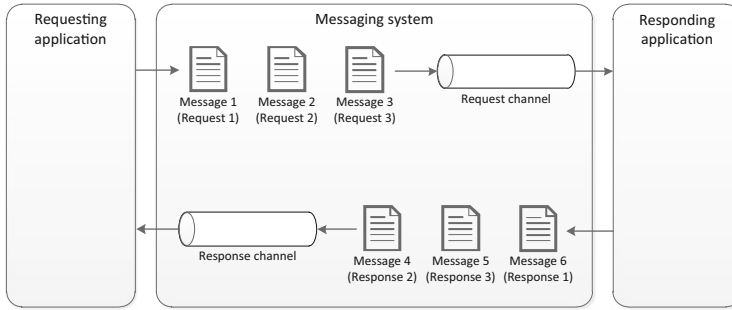 Requesting
application
Messaging system
Responding
application
Message 1
(Request 1)
Message 2
(Request 2)
Message 3
(Request 3)
Request channel
Response channel
Message 4
(Response 2)
Message 5
(Response 3)
Message 6
(Response 1)